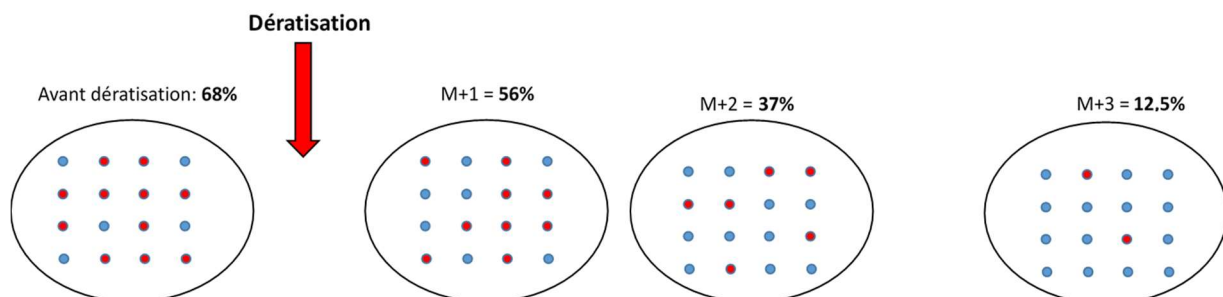 Dératisation
Avant dératisation: 68%
M+1 = 56%
M+2 = 37%
M+3 = 12,5%